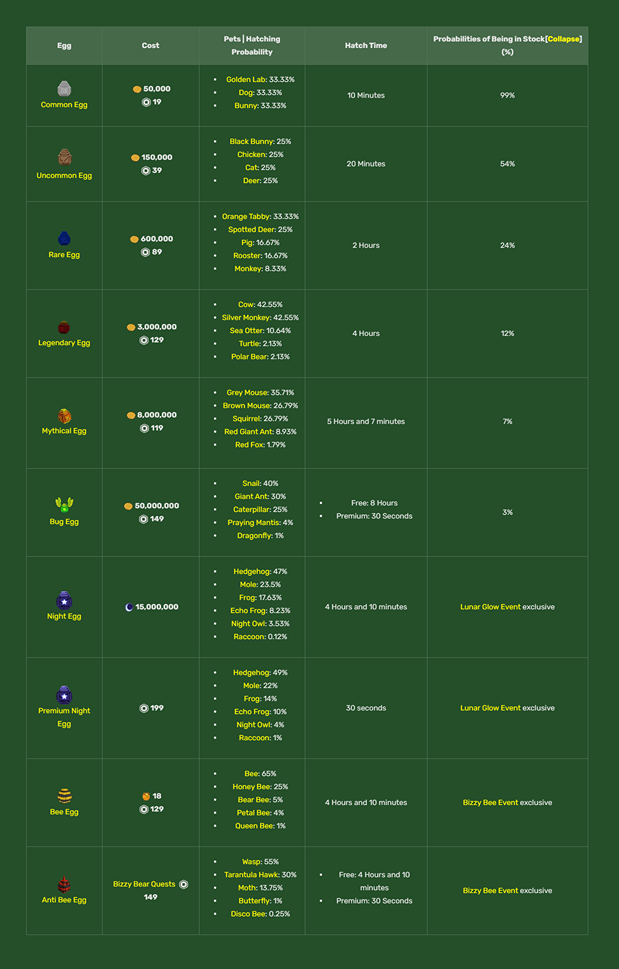 Egg
Cost
Pets | Hatching
Probability
Hatch Time
Probabilities of Being in Stock[Collapse]
(%)
Common Egg
50,000
19
Golden Lab: 33.33%
Dog: 33.33%
Bunny: 33.33%
10 Minutes
99%
Uncommon Egg
150,000
39
Black Bunny: 25%
Chicken: 25%
Cat: 25%
Deer: 25%
20 Minutes
54%
Rare Egg
600,000
89
Orange Tabby: 33.33%
Spotted Deer: 25%
Pig: 16.67%
Rooster: 16.67%
Monkey: 8.33%
2 Hours
24%
Legendary Egg
3,000,000
129
Cow: 42.55%
Silver Monkey: 42.55%
Sea Otter: 10.64%
Turtle: 2.13%
Polar Bear: 2.13%
4 Hours
12%
Mythical Egg
8,000,000
119
Grey Mouse: 35.71%
Brown Mouse: 26.79%
Squirrel: 26.79%
Red Giant Ant: 8.93%
Red Fox: 1.79%
5 Hours and 7 minutes
7%
Bug Egg
50,000,000
149
Snail: 40%
Giant Ant: 30%
Caterpillar: 25%
Praying Mantis: 4%
Dragonfly: 1%
Free: 8 Hours
Premium: 30 Seconds
3%
Night Egg
15,000,000
Hedgehog: 47%
Mole: 23.5%
Frog: 17.63%
Echo Frog: 8.23%
Night Owl: 3.53%
Raccoon: 0.12%
4 Hours and 10 minutes
Lunar Glow Event exclusive
Premium Night
Egg
199
Hedgehog: 49%
Mole: 22%
Frog: 14%
Echo Frog: 10%
Night Owl: 4%
Raccoon: 1%
30 seconds
Lunar Glow Event exclusive
Bee Egg
18
129
Bee: 65%
Honey Bee: 25%
Bear Bee: 5%
Petal Bee: 4%
Queen Bee: 1%
4 Hours and 10 minutes
Bizzy Bee Event exclusive
Anti Bee Egg
Bizzy Bear Quests
149
Wasp: 55%
Tarantula Hawk: 30%
Moth: 13.75%
Butterfly: 1%
Disco Bee: 0.25%
Free: 4 Hours and 10
minutes
Premium: 30 Seconds
Bizzy Bee Event exclusive